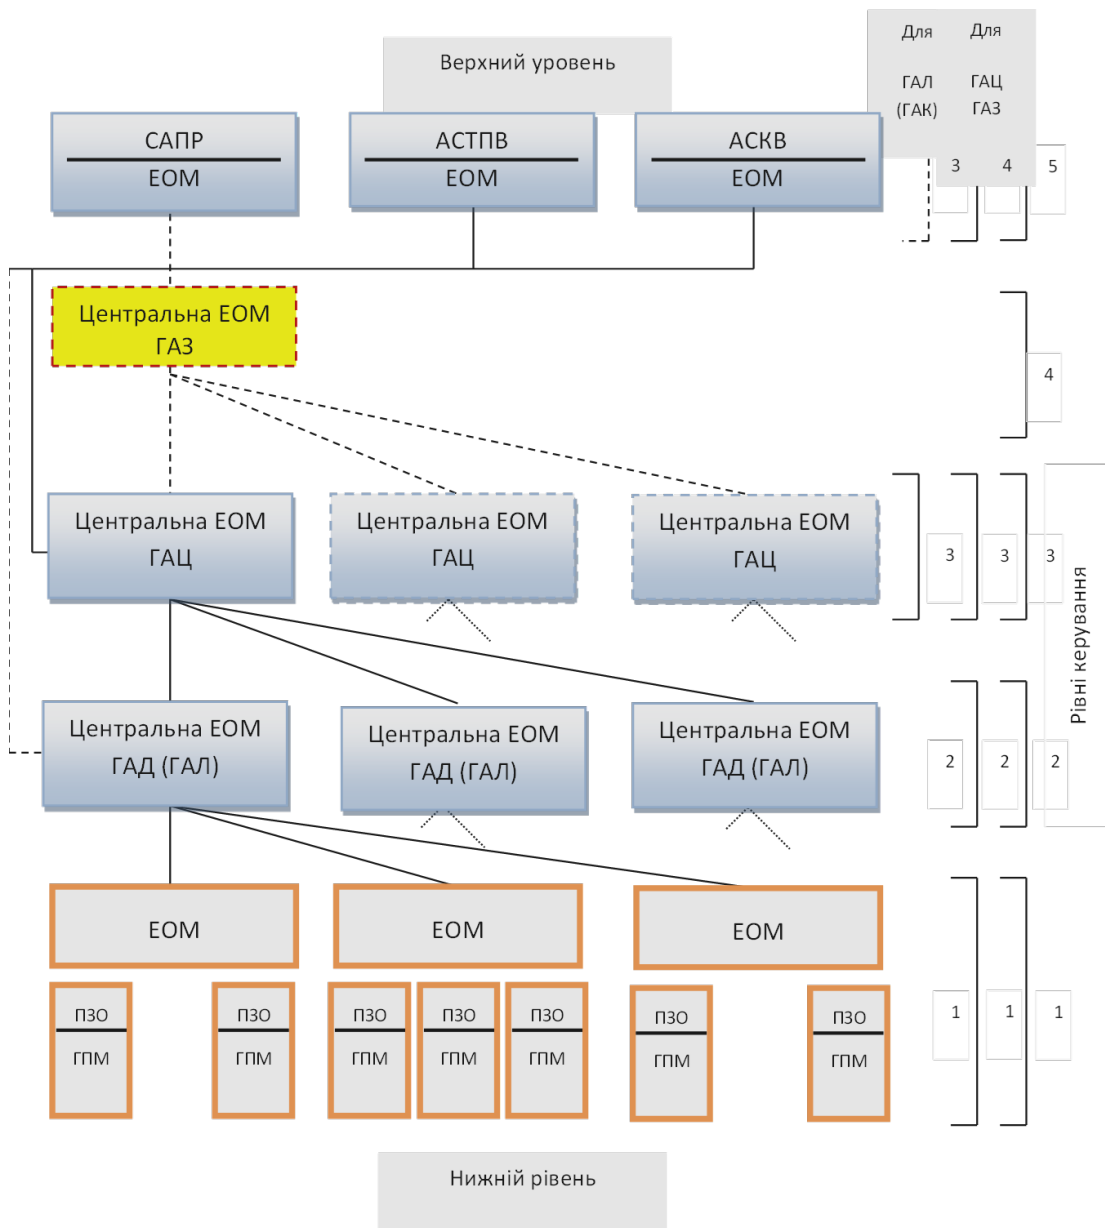 Верхний уровень
Для Для
ГАЛ ГАЦ
(ГАК) ГАЗ
САПР
ЕОМ
АСТПВ
ЕОМ
АСКВ
ЕОМ
3 4 5
Центральна ЕОМ
ГАЗ
4
Центральна ЕОМ
ГАЦ
Центральна ЕОМ
ГАЦ
Центральна ЕОМ
ГАЦ
3 3 3
Рівні керування
Центральна ЕОМ
ГАД (ГАЛ)
Центральна ЕОМ
ГАД (ГАЛ)
Центральна ЕОМ
ГАД (ГАЛ)
2 2 2
ЕОМ
ЕОМ
ЕОМ
ПЗО
ГПМ
ПЗО
ГПМ
ПЗО
ГПМ
ПЗО
ГПМ
ПЗО
ГПМ
ПЗО
ГПМ
ПЗО
ГПМ
1 1 1
Нижній рівень